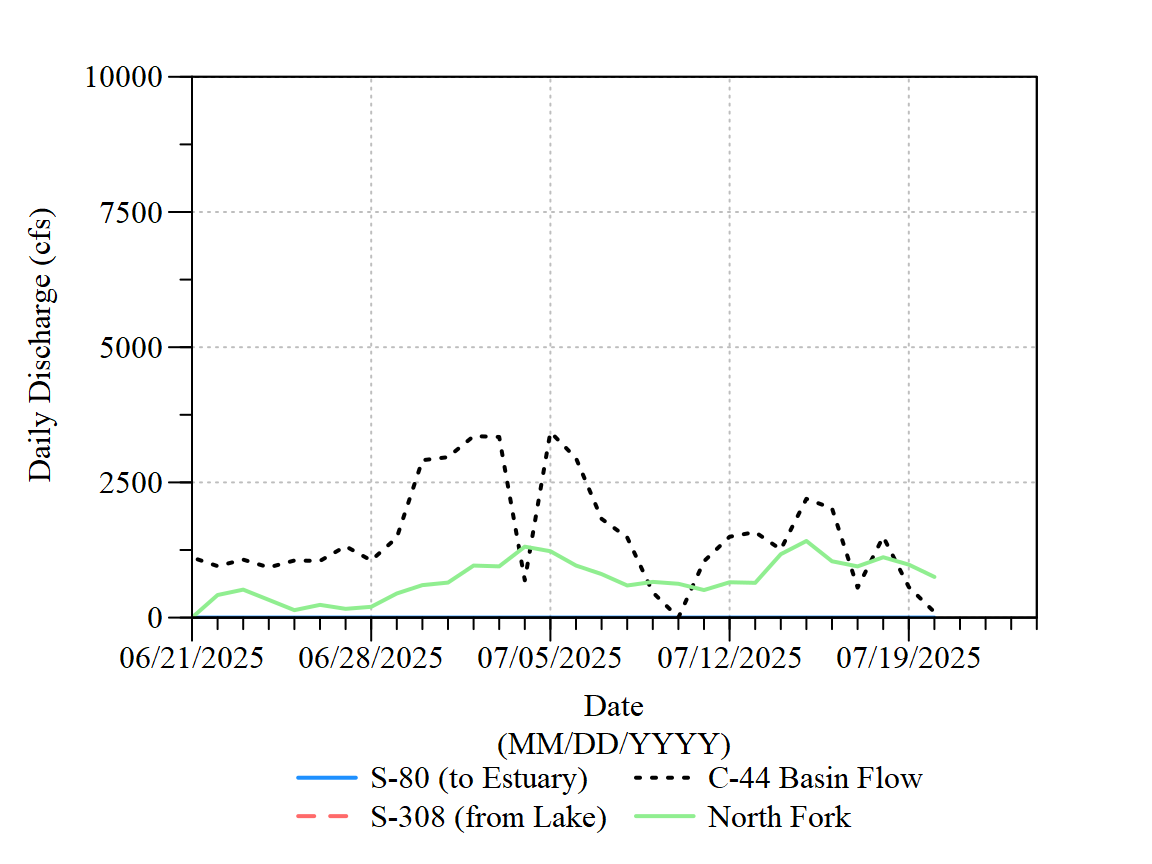 10000
7500
5000
2500
0
Daily Discharge (cfs)
06/21/2025 06/28/2025 07/05/2025 07/12/2025 07/19/2025
Date
(MM/DD/YYYY)
S-80 (to Estuary) C-44 Basin Flow
S-308 (from Lake) North Fork